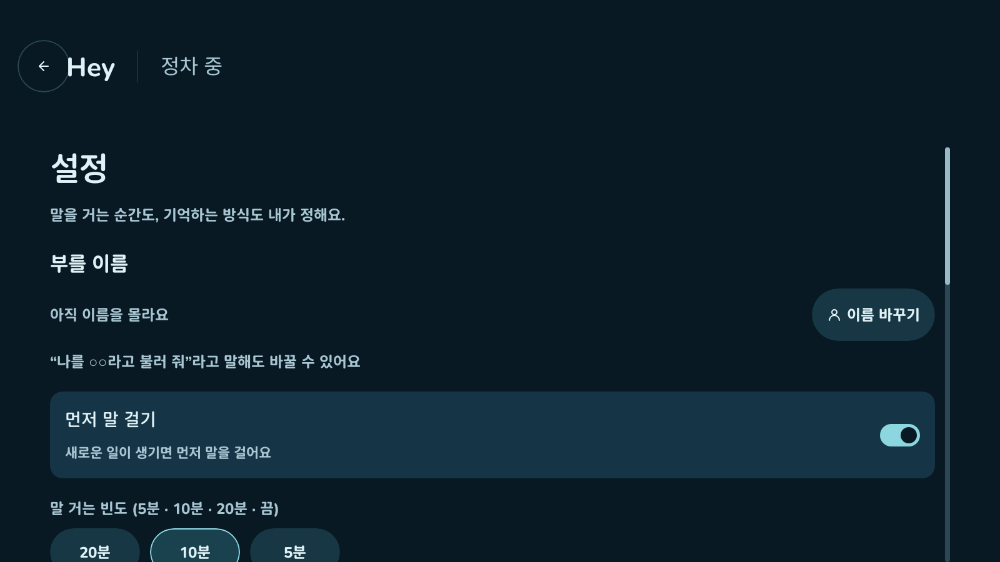 Hey
정차 중
설정
말을 거는 순간도, 기억하는 방식도 내가 정해요.
부를 이름
아직 이름을 몰라요
이름 바꾸기
“나를 ○○라고 불러 줘”라고 말해도 바꿀 수 있어요
먼저 말 걸기
새로운 일이 생기면 먼저 말을 걸어요
말 거는 빈도 (5분 · 10분 · 20분 · 끔)
20분
10분
5분